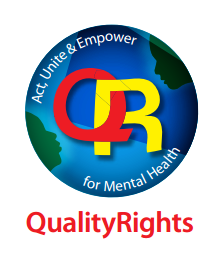 Act, Unite & Empower
QR
for Mental Health
QualityRights